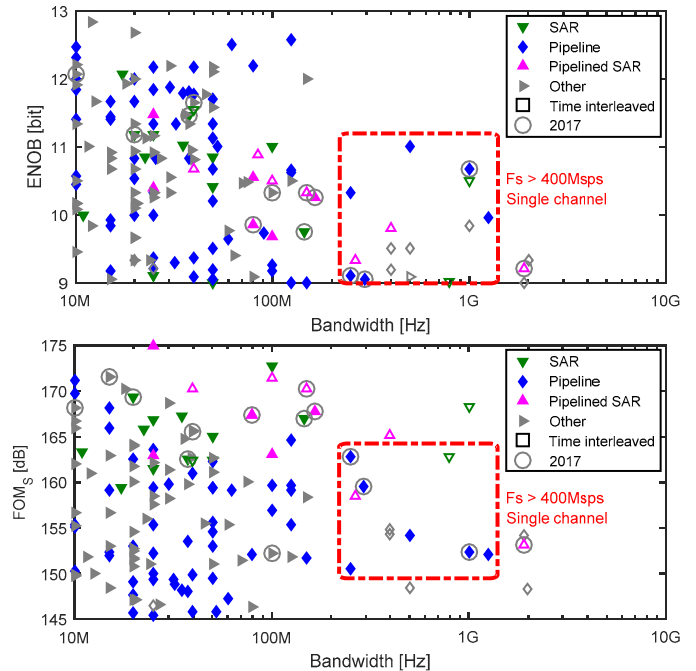 13
12
11
10
9
ENOB [bit]
10M
100M
1G
10G
Bandwidth [Hz]
SAR
Pipeline
Pipelined SAR
Other
Time interleaved
2017
Fs > 400Msps
Single channel
175
170
165
160
155
150
145
FOMS [dB]
10M
100M
1G
10G
Bandwidth [Hz]
SAR
Pipeline
Pipelined SAR
Other
Time interleaved
2017
Fs > 400Msps
Single channel